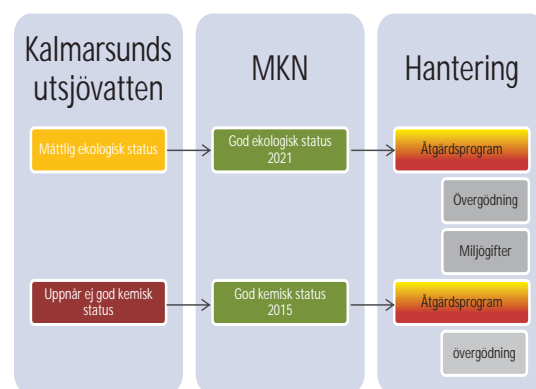 Kalmarsunds
utsjövatten
MKN
Hantering
Måttlig ekologisk status
God ekologisk status
2021
Åtgärdsprogram
Övergödning
Miljögifter
Uppnår ej god kemisk
status
God kemisk status
2015
Åtgärdsprogram
övergödning